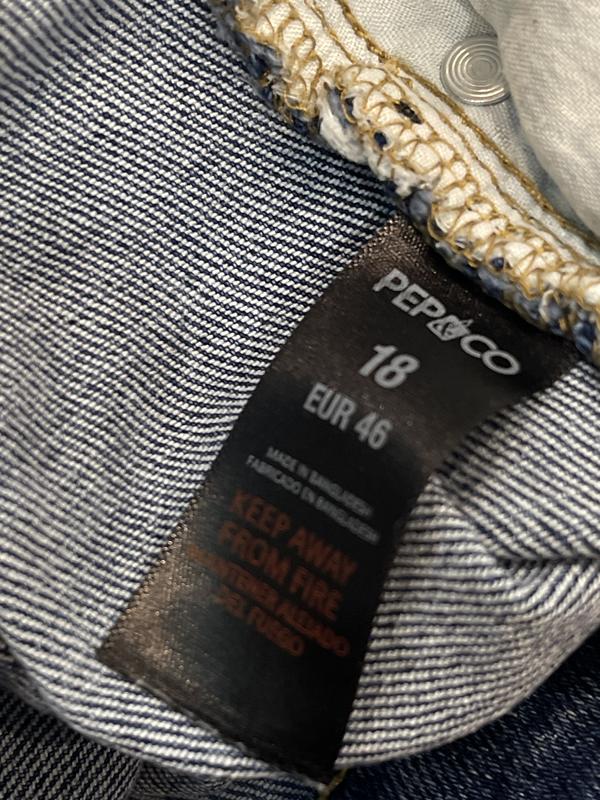 PEP&CO
18
EUR 46
MADE IN BANGLADESH
FABRICADO EN BANGLADESH
KEEP AWAY
FROM FIRE
MANTENER ALEJADO
DEL FUEGO